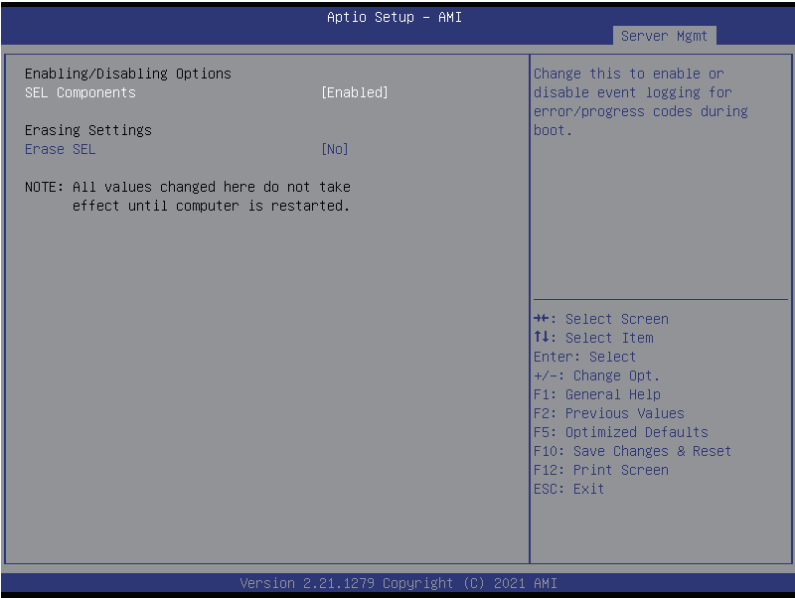 Aptio Setup – AMI
Server Mgmt
Enabling/Disabling Options
SEL Components [Enabled]
Erasing Settings
Erase SEL [No]
NOTE: All values changed here do not take
effect until computer is restarted.
Change this to enable or
disable event logging for
error/progress codes during
boot.
→←: Select Screen
↑↓: Select Item
Enter: Select
+/-: Change Opt.
F1: General Help
F2: Previous Values
F5: Optimized Defaults
F10: Save Changes & Reset
F12: Print Screen
ESC: Exit
Version 2.21.1279 Copyright (C) 2021 AMI